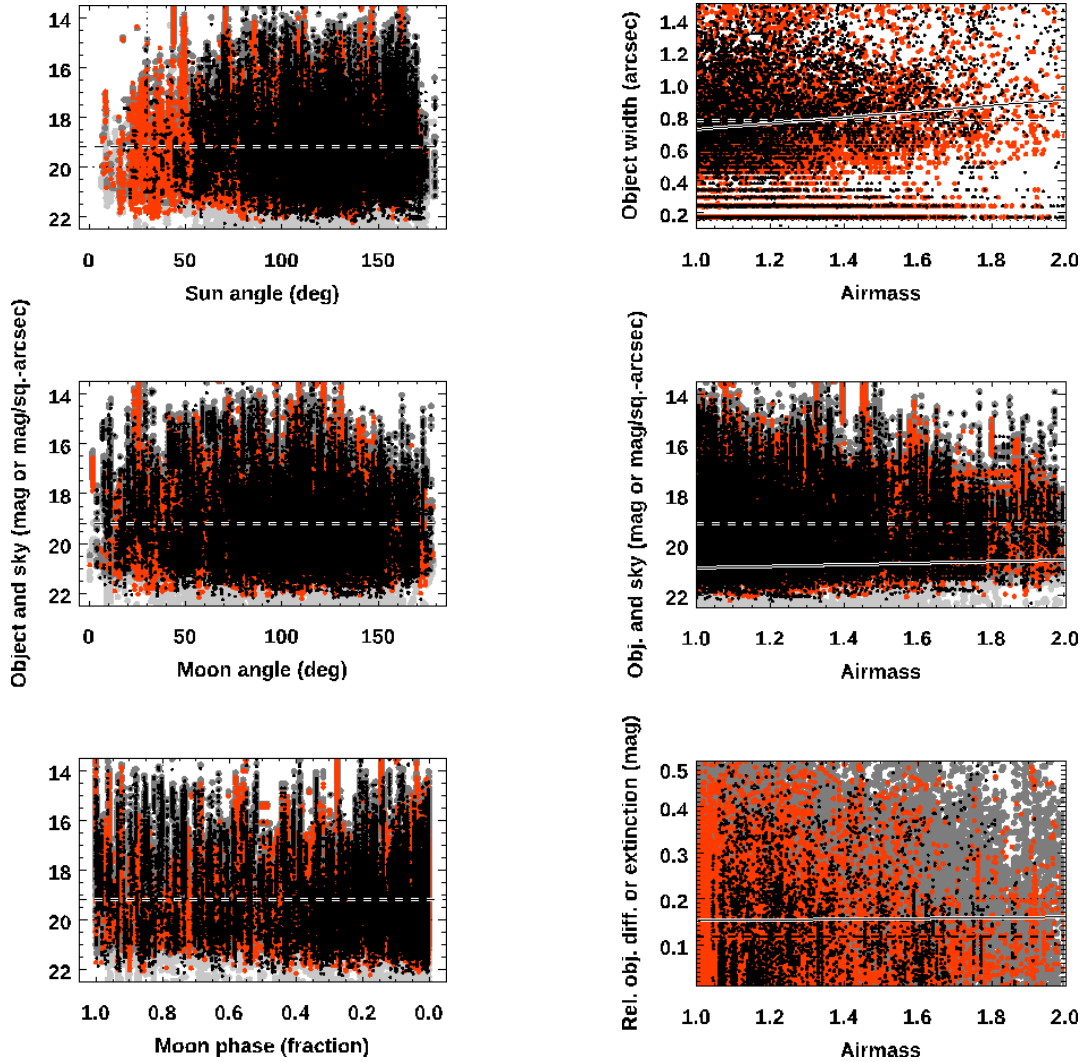 14
16
18
20
22
0 50 100 150
Sun angle (deg)
Object width (arcsec)
1.4
1.2
1.0
0.8
0.6
0.4
0.2
1.0 1.2 1.4 1.6 1.8 2.0
Airmass
Object and sky (mag or mag/sq.-arcsec)
14
16
18
20
22
0 50 100 150
Moon angle (deg)
Obj. and sky (mag or mag/sq.-arcsec)
14
16
18
20
22
1.0 1.2 1.4 1.6 1.8 2.0
Airmass
14
16
18
20
22
1.0 0.8 0.6 0.4 0.2 0.0
Moon phase (fraction)
Rel. obj. diff. or extinction (mag)
0.5
0.4
0.3
0.2
0.1
1.0 1.2 1.4 1.6 1.8 2.0
Airmass